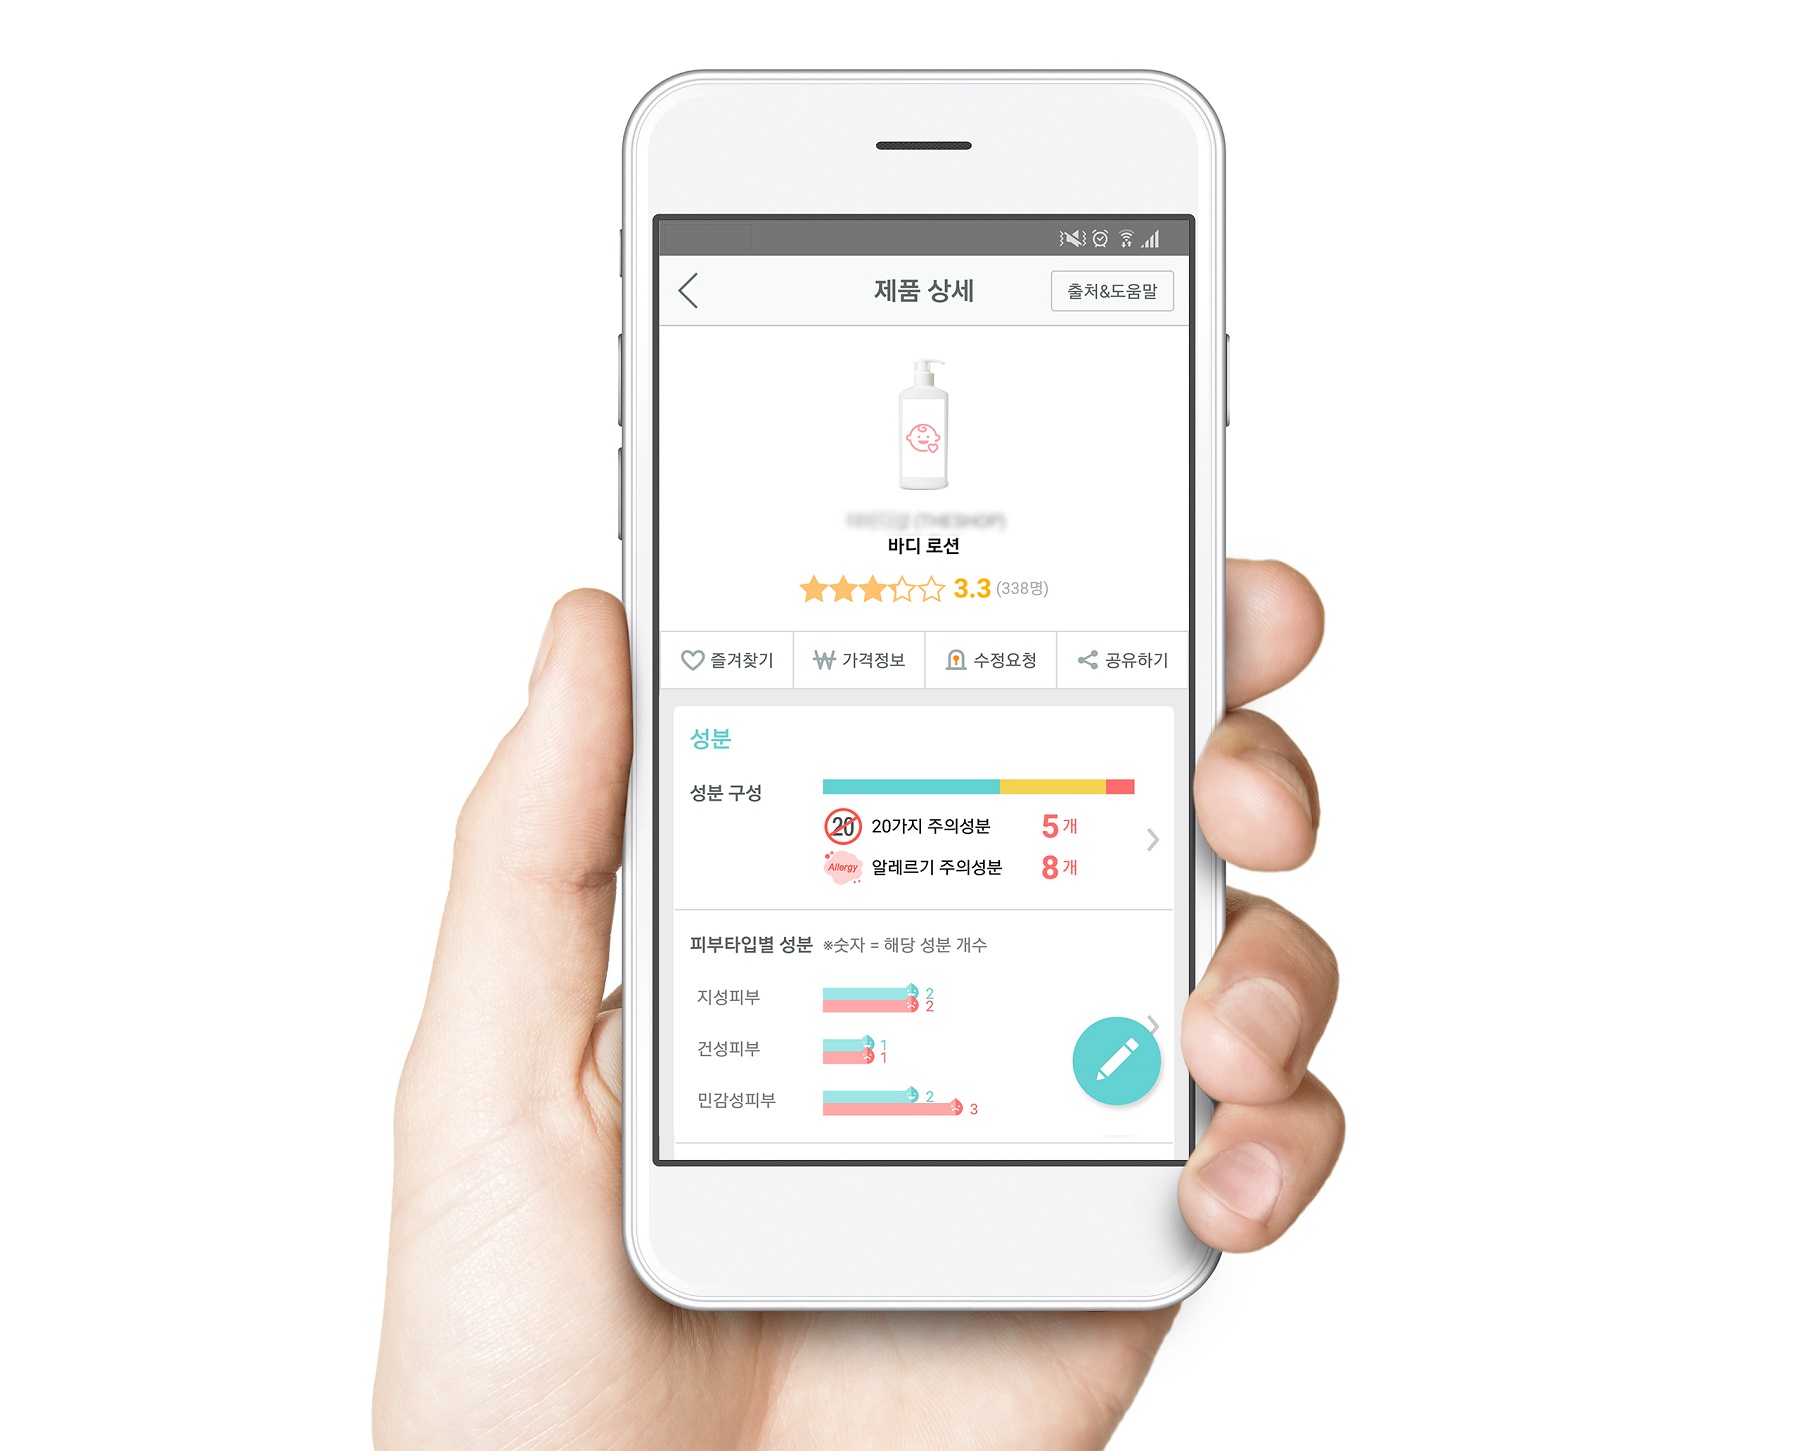 제품 상세
출처&도움말
(THESHOP)
바디 로션
3.3 (338명)
즐겨찾기 가격정보 수정요청 공유하기
성분
성분 구성
20 20가지 주의성분 5개
Allergy 알레르기 주의성분 8개
피부타입별 성분 ※숫자 = 해당 성분 개수
지성피부 2
2
건성피부 1
1
민감성피부 2
3